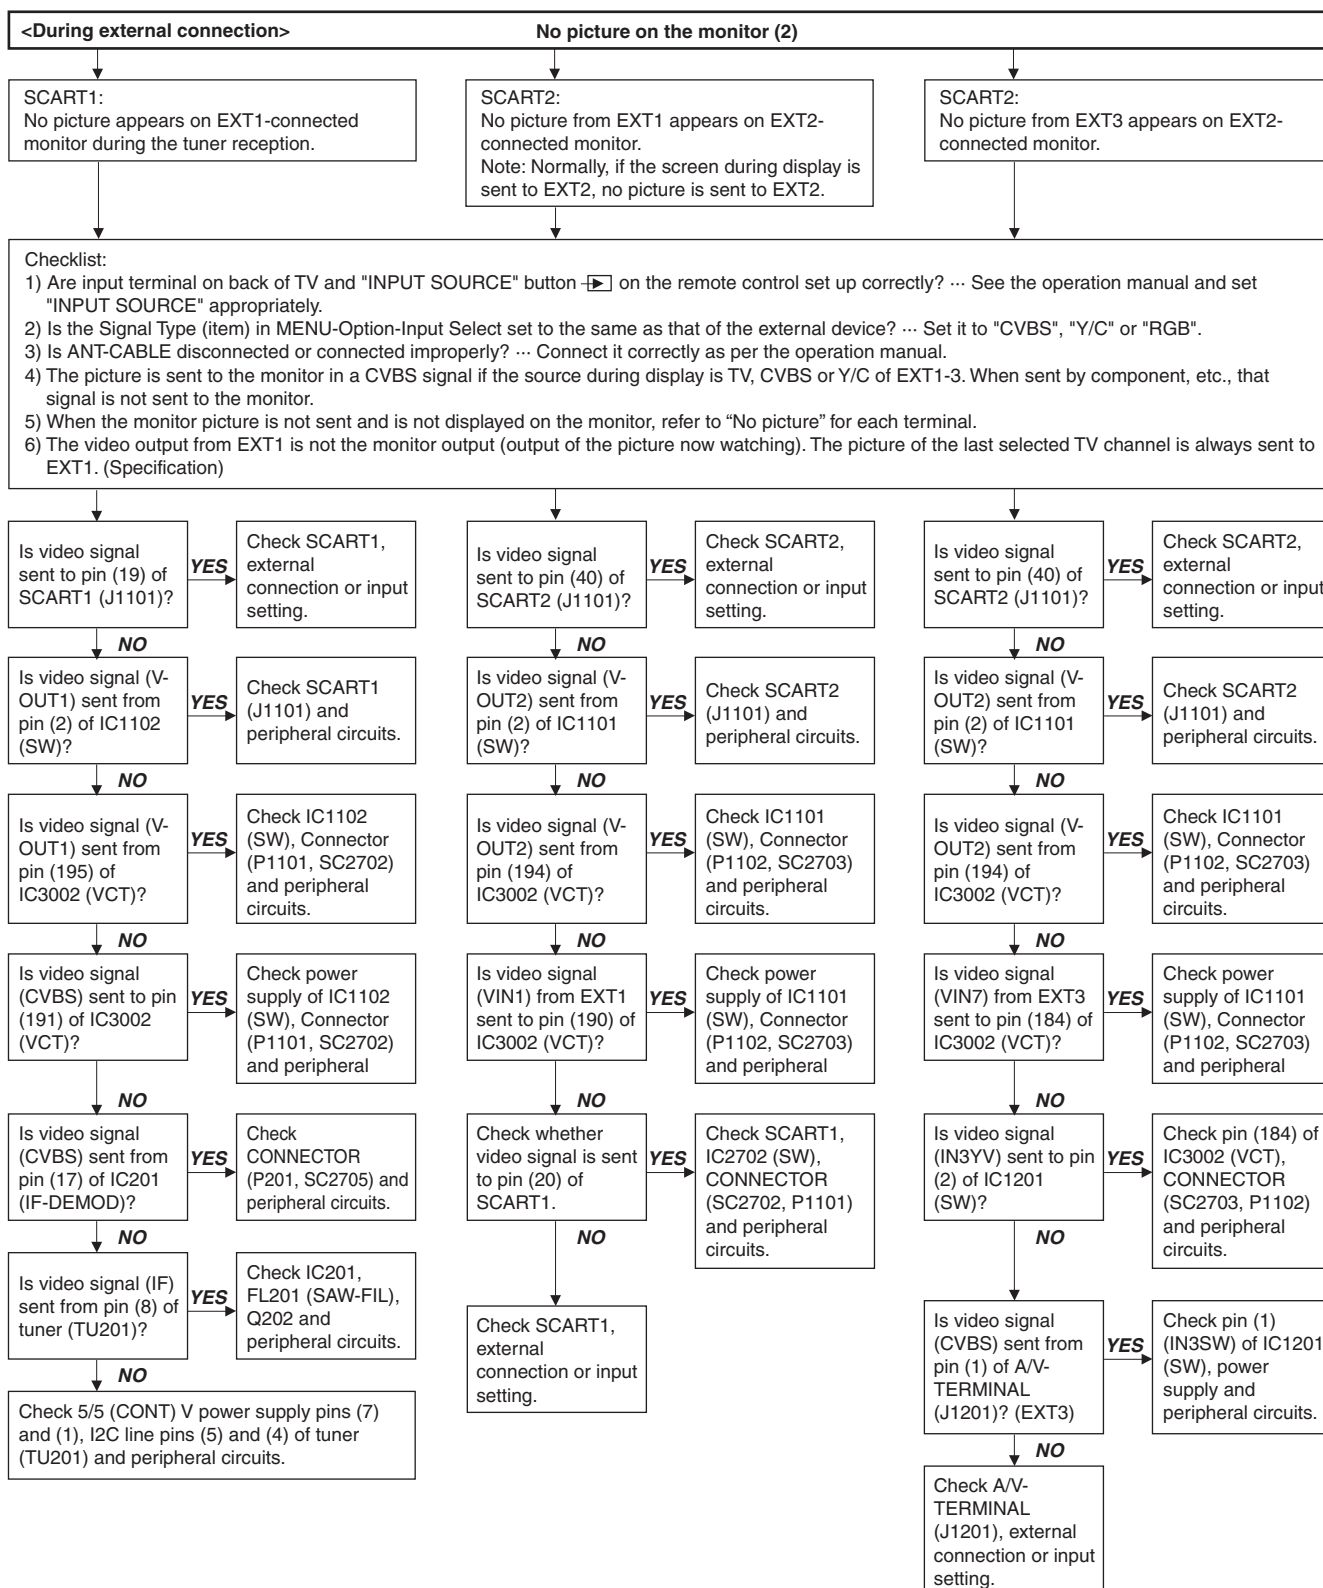 <During external connection>
No picture on the monitor (2)
SCART1:
No picture appears on EXT1-connected
monitor during the tuner reception.
SCART2:
No picture from EXT1 appears on EXT2-
connected monitor.
Note: Normally, if the screen during display is
sent to EXT2, no picture is sent to EXT2.
SCART2:
No picture from EXT3 appears on EXT2-
connected monitor.
Checklist:
1) Are input terminal on back of TV and "INPUT SOURCE" button on the remote control set up correctly? ··· See the operation manual and set
"INPUT SOURCE" appropriately.
2) Is the Signal Type (item) in MENU-Option-Input Select set to the same as that of the external device? ··· Set it to "CVBS", "Y/C" or "RGB".
3) Is ANT-CABLE disconnected or connected improperly? ··· Connect it correctly as per the operation manual.
4) The picture is sent to the monitor in a CVBS signal if the source during display is TV, CVBS or Y/C of EXT1-3. When sent by component, etc., that
signal is not sent to the monitor.
5) When the monitor picture is not sent and is not displayed on the monitor, refer to “No picture” for each terminal.
6) The video output from EXT1 is not the monitor output (output of the picture now watching). The picture of the last selected TV channel is always sent to
EXT1. (Specification)
Is video signal
sent to pin (19) of
SCART1 (J1101)?
YES
Check SCART1,
external
connection or input
setting.
NO
Is video signal (V-
OUT1) sent from
pin (2) of IC1102
(SW)?
YES
Check SCART1
(J1101) and
peripheral circuits.
NO
Is video signal (V-
OUT1) sent from
pin (195) of
IC3002 (VCT)?
YES
Check IC1102
(SW), Connector
(P1101, SC2702)
and peripheral
circuits.
NO
Is video signal
(CVBS) sent to pin
(191) of IC3002
(VCT)?
YES
Check power
supply of IC1102
(SW), Connector
(P1101, SC2702)
and peripheral
NO
Is video signal
(CVBS) sent from
pin (17) of IC201
(IF-DEMOD)?
YES
Check
CONNECTOR
(P201, SC2705) and
peripheral circuits.
NO
Is video signal (IF)
sent from pin (8) of
tuner (TU201)?
YES
Check IC201,
FL201 (SAW-FIL),
Q202 and
peripheral circuits.
NO
Check 5/5 (CONT) V power supply pins (7)
and (1), I2C line pins (5) and (4) of tuner
(TU201) and peripheral circuits.
Is video signal
sent to pin (40) of
SCART2 (J1101)?
YES
Check SCART2,
external
connection or input
setting.
NO
Is video signal (V-
OUT2) sent from
pin (2) of IC1101
(SW)?
YES
Check SCART2
(J1101) and
peripheral circuits.
NO
Is video signal (V-
OUT2) sent from
pin (194) of
IC3002 (VCT)?
YES
Check IC1101
(SW), Connector
(P1102, SC2703)
and peripheral
circuits.
NO
Is video signal
(VIN1) from EXT1
sent to pin (190) of
IC3002 (VCT)?
YES
Check power
supply of IC1101
(SW), Connector
(P1102, SC2703)
and peripheral
NO
Check whether
video signal is sent
to pin (20) of
SCART1.
YES
Check SCART1,
IC2702 (SW),
CONNECTOR
(SC2702, P1101)
and peripheral
circuits.
NO
Check SCART1,
external
connection or input
setting.
Is video signal
sent to pin (40) of
SCART2 (J1101)?
YES
Check SCART2,
external
connection or input
setting.
NO
Is video signal (V-
OUT2) sent from
pin (2) of IC1101
(SW)?
YES
Check SCART2
(J1101) and
peripheral circuits.
NO
Is video signal (V-
OUT2) sent from
pin (194) of
IC3002 (VCT)?
YES
Check IC1101
(SW), Connector
(P1102, SC2703)
and peripheral
circuits.
NO
Is video signal
(VIN7) from EXT3
sent to pin (184) of
IC3002 (VCT)?
YES
Check power
supply of IC1101
(SW), Connector
(P1102, SC2703)
and peripheral
NO
Is video signal
(IN3YV) sent to pin
(2) of IC1201
(SW)?
YES
Check pin (184) of
IC3002 (VCT),
CONNECTOR
(SC2703, P1102)
and peripheral
circuits.
NO
Is video signal
(CVBS) sent from
pin (1) of A/V-
TERMINAL
(J1201)? (EXT3)
YES
Check pin (1)
(IN3SW) of IC1201
(SW), power
supply and
peripheral circuits.
NO
Check A/V-
TERMINAL
(J1201), external
connection or input
setting.